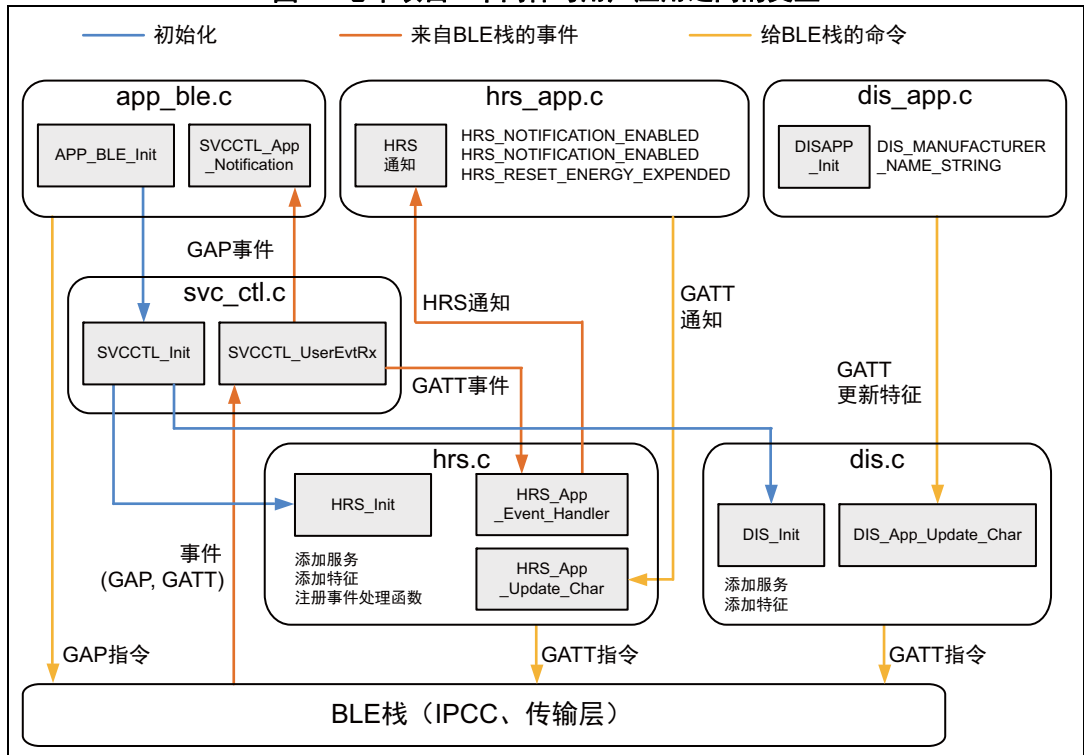 初始化
来自BLE栈的事件
给BLE栈的命令
app_ble.c
APP_BLE_Init
SVCCTL_App
_Notification
hrs_app.c
HRS
通知
HRS_NOTIFICATION_ENABLED
HRS_NOTIFICATION_ENABLED
HRS_RESET_ENERGY_EXPENDED
dis_app.c
DISAPP
_Init
DIS_MANUFACTURER
_NAME_STRING
GAP事件
svc_ctl.c
SVCCTL_Init
SVCCTL_UserEvtRx
HRS通知
GATT
通知
GATT事件
GATT
更新特征
hrs.c
HRS_Init
HRS_App
_Event_Handler
添加服务
添加特征
注册事件处理函数
HRS_App
_Update_Char
dis.c
DIS_Init
DIS_App_Update_Char
添加服务
添加特征
事件
(GAP, GATT)
GAP指令
GATT指令
GATT指令
BLE栈（IPCC、传输层）